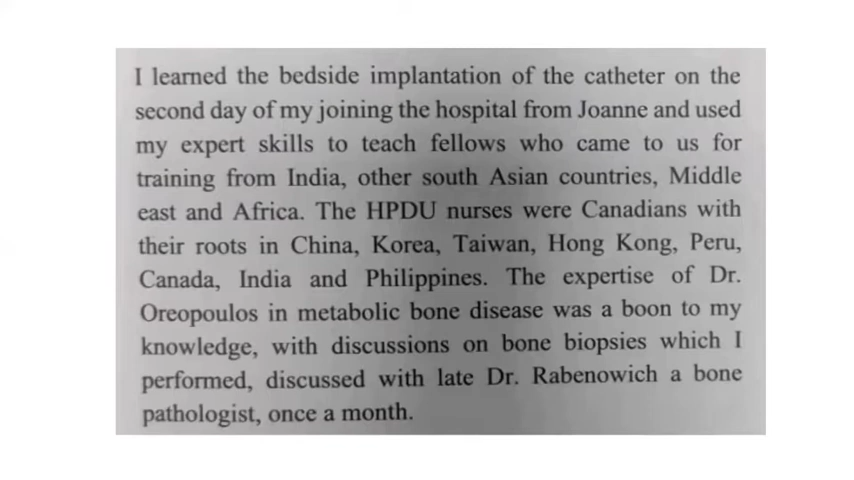 I learned the bedside implantation of the catheter on the
second day of my joining the hospital from Joanne and used
my expert skills to teach fellows who came to us for
training from India, other south Asian countries, Middle
east and Africa. The HPDU nurses were Canadians with
their roots in China, Korea, Taiwan, Hong Kong, Peru,
Canada, India and Philippines. The expertise of Dr.
Oreopoulos in metabolic bone disease was a boon to my
knowledge, with discussions on bone biopsies which I
performed, discussed with late Dr. Rabenowich a bone
pathologist, once a month.